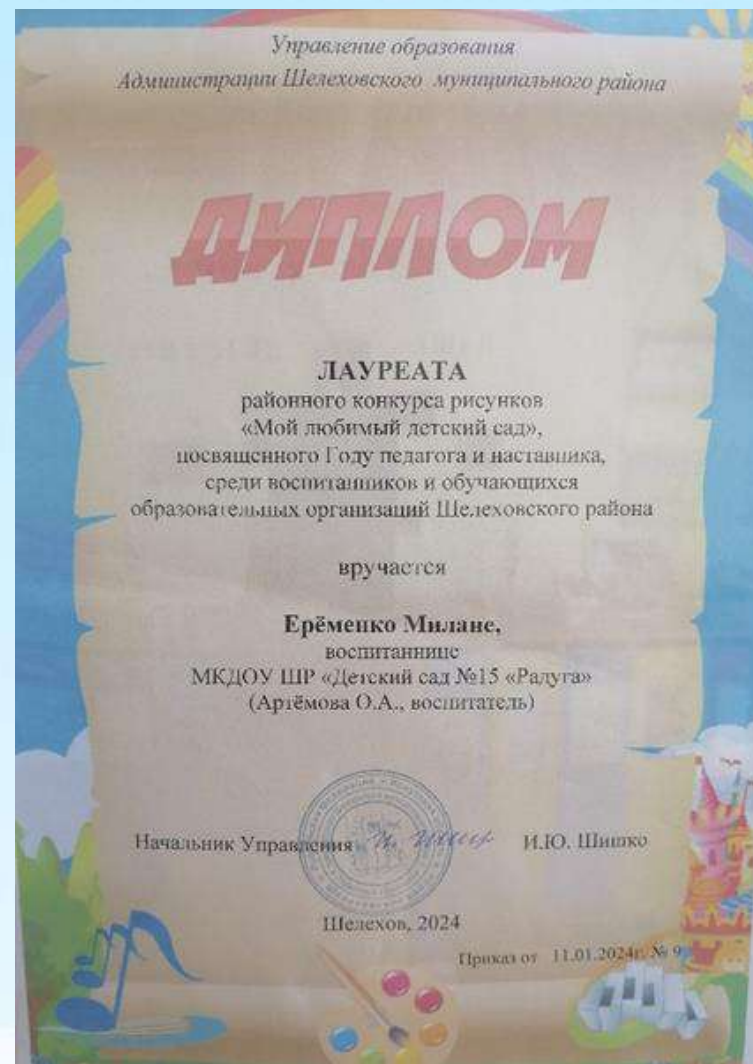 Управление образования
Администрации Шелеховского муниципального района
ДИПЛОМ
ЛАУРЕАТА
районного конкурса рисунков
«Мой любимый детский сад»,
посвященного Году педагога и наставника,
среди воспитанников и обучающихся
образовательных организаций Шелеховского района
вручается
Ерёменко Милане,
воспитаннице
МКДОУ ШР «Детский сад №15 «Радуга»
(Артёмова О.А., воспитатель)
Начальник Управления И.Ю. Шишко
Шелехов, 2024
Приказ от 11.01.2024г. № 9